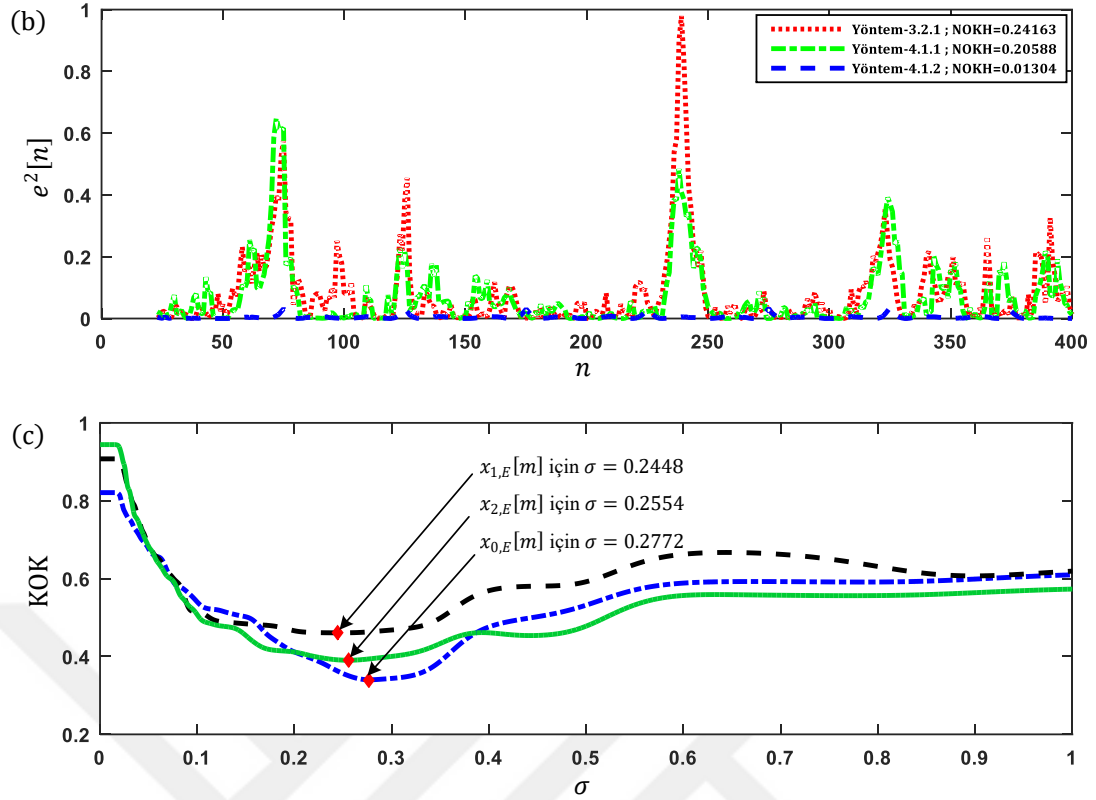 (b)
1
0.8
0.6
0.4
0.2
0
e²[n]
Yöntem-3.2.1 ; NOKH=0.24163
Yöntem-4.1.1 ; NOKH=0.20588
Yöntem-4.1.2 ; NOKH=0.01304
0 50 100 150 200 250 300 350 400
n
(c)
1
0.8
0.6
0.4
0.2
KOK
x₁,E[m] için σ = 0.2448
x₂,E[m] için σ = 0.2554
x₀,E[m] için σ = 0.2772
0 0.1 0.2 0.3 0.4 0.5 0.6 0.7 0.8 0.9 1
σ